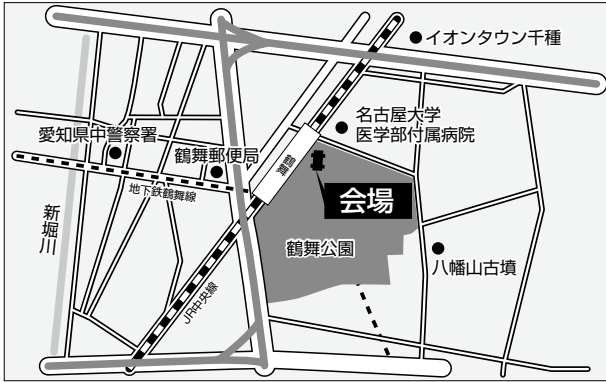 イオンタウン千種
名古屋大学
医学部付属病院
愛知県中警察署
鶴舞郵便局
鶴舞
地下鉄鶴舞線
会場
新堀川
鶴舞公園
八幡山古墳
JR中央線